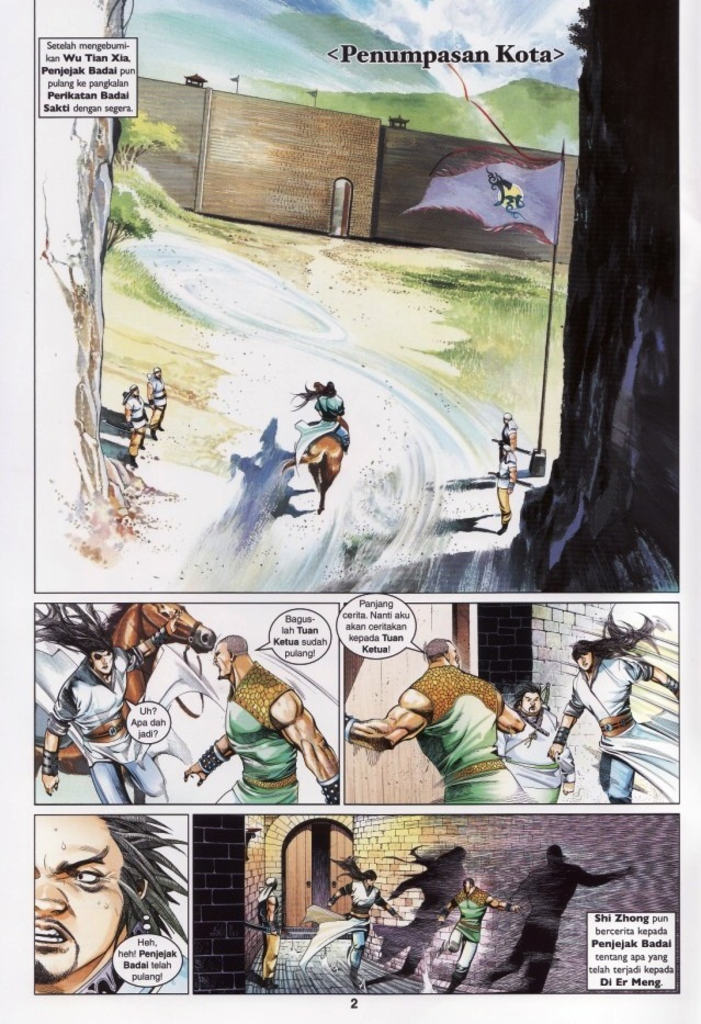 Setelah mengebumi-
kan Wu Tian Xia,
Penjejak Badai pun
pulang ke pangkalan
Perikatan Badai
Sakti dengan segera.
<Penumpasan Kota>
Uh?
Apa dah
jadi?
Bagus-
lah Tuan
Ketua sudah
pulang!
Panjang
cerita. Nanti aku
akan ceritakan
kepada Tuan
Ketua!
Heh,
heh! Penjejak
Badai telah
pulang!
Shi Zhong pun
bercerita kepada
Penjejak Badai
tentang apa yang
telah terjadi kepada
Di Er Meng.
2